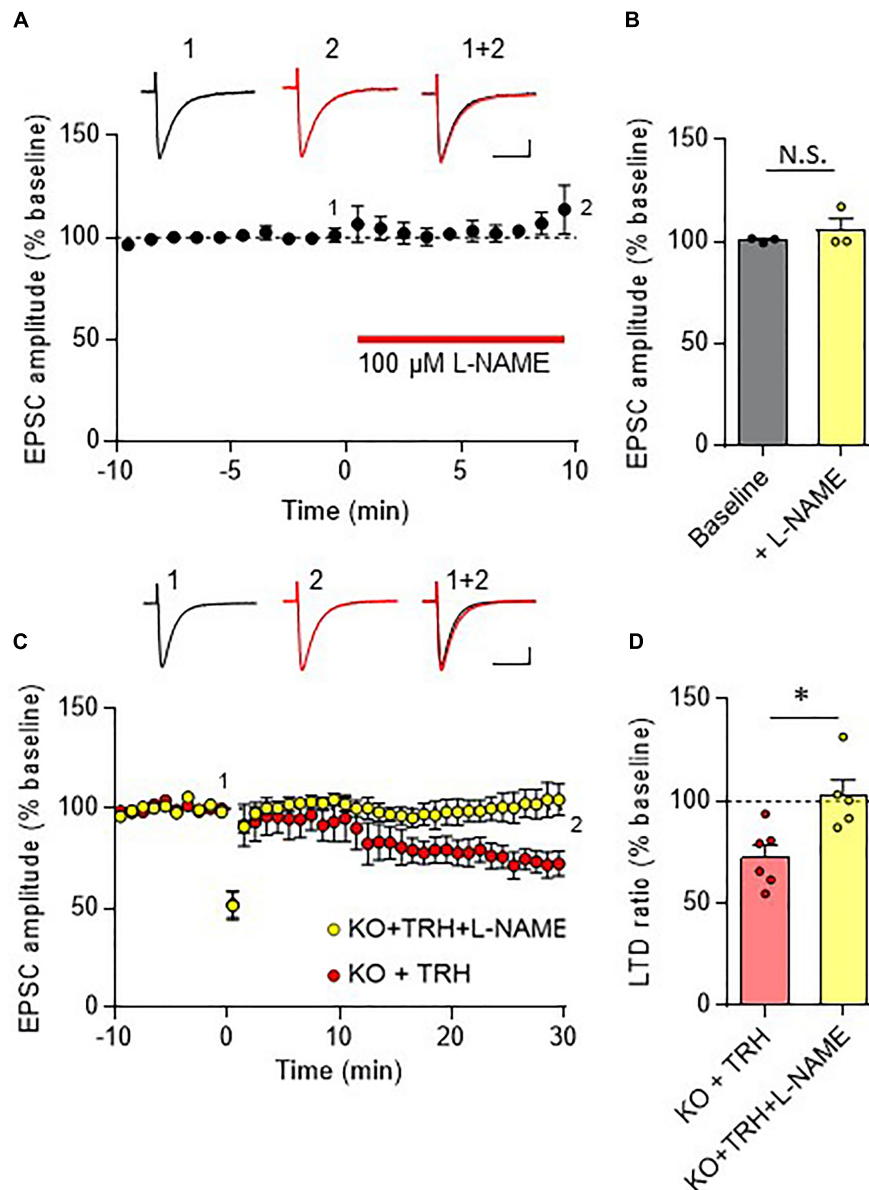 A
1 2 1+2
EPSC amplitude (% baseline)
150
100
50
0
1
2
100 µM L-NAME
-10 -5 0 5 10
Time (min)
B
EPSC amplitude (% baseline)
150
100
50
0
N.S.
Baseline
+ L-NAME
C
1 2 1+2
EPSC amplitude (% baseline)
150
100
50
0
1
2
KO+TRH+L-NAME
KO + TRH
-10 0 10 20 30
Time (min)
D
LTD ratio (% baseline)
150
100
50
0
*
KO + TRH
KO+TRH+L-NAME